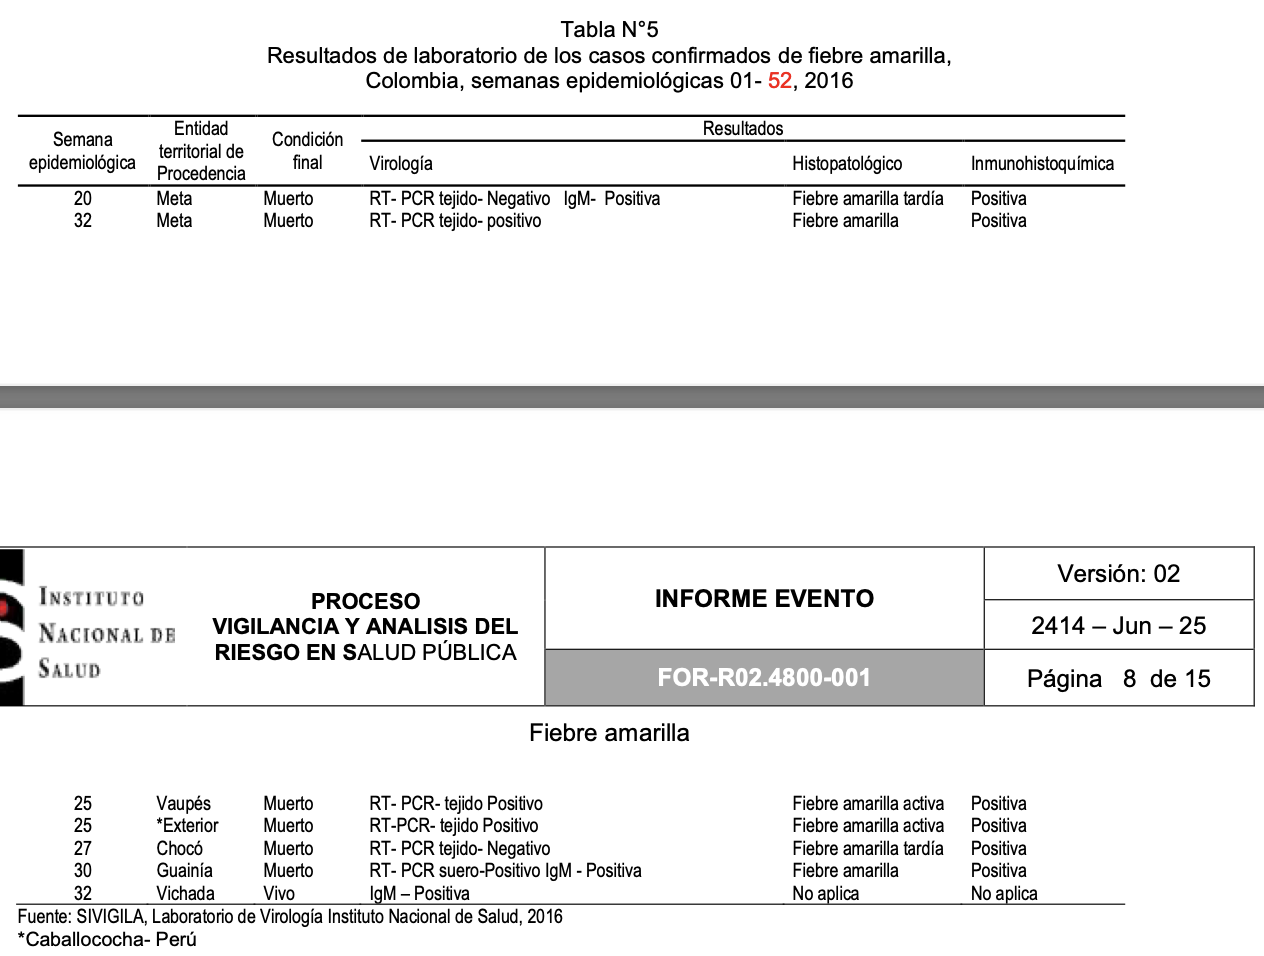 Tabla N°5
Resultados de laboratorio de los casos confirmados de fiebre amarilla,
Colombia, semanas epidemiológicas 01- 52, 2016
Semana epidemiológica Entidad territorial de Procedencia Condición final Resultados
Virología Histopatológico Inmunohistoquímica
20 Meta Muerto RT- PCR tejido- Negativo IgM- Positiva Fiebre amarilla tardía Positiva
32 Meta Muerto RT- PCR tejido- positivo Fiebre amarilla Positiva
INSTITUTO
NACIONAL DE
SALUD
PROCESO
VIGILANCIA Y ANALISIS DEL
RIESGO EN SALUD PÚBLICA
INFORME EVENTO
FOR-R02.4800-001
Versión: 02
2414 – Jun – 25
Página 8 de 15
Fiebre amarilla
25 Vaupés Muerto RT- PCR- tejido Positivo Fiebre amarilla activa Positiva
25 *Exterior Muerto RT-PCR- tejido Positivo Fiebre amarilla activa Positiva
27 Chocó Muerto RT- PCR tejido- Negativo Fiebre amarilla tardía Positiva
30 Guainía Muerto RT- PCR suero-Positivo IgM - Positiva Fiebre amarilla Positiva
32 Vichada Vivo IgM – Positiva No aplica No aplica
Fuente: SIVIGILA, Laboratorio de Virología Instituto Nacional de Salud, 2016
*Caballococha- Perú